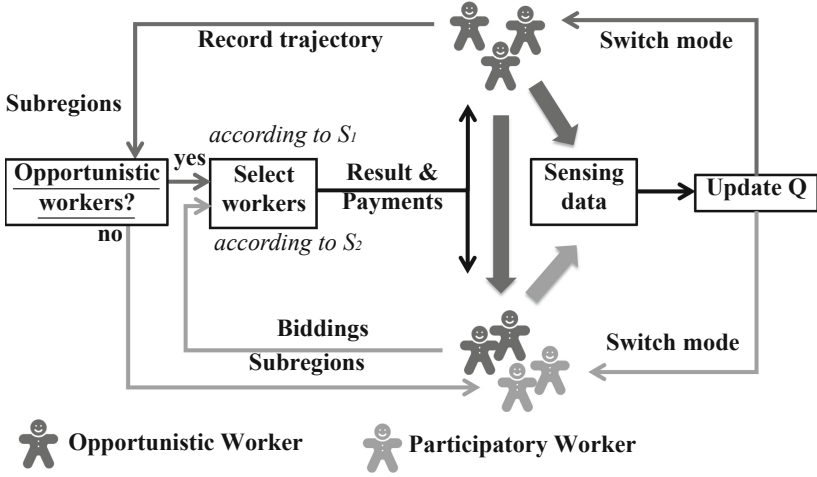 Record trajectory
Switch mode
Subregions
according to S1
yes
Opportunistic
workers?
no
Select
workers
according to S2
Result &
Payments
Sensing
data
Update Q
Biddings
Subregions
Switch mode
Opportunistic Worker
Participatory Worker